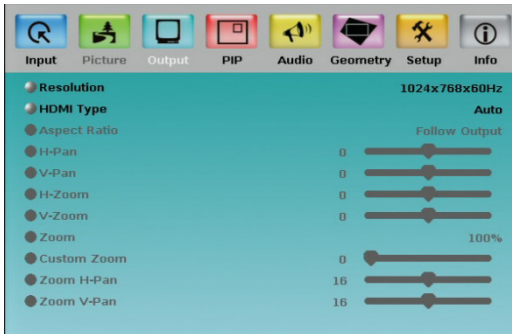 Input Picture Output PIP Audio Geometry Setup Info
Resolution 1024x768x60Hz
HDMI Type Auto
Aspect Ratio Follow Output
H-Pan 0
V-Pan 0
H-Zoom 0
V-Zoom 0
Zoom 100%
Custom Zoom 0
Zoom H-Pan 16
Zoom V-Pan 16